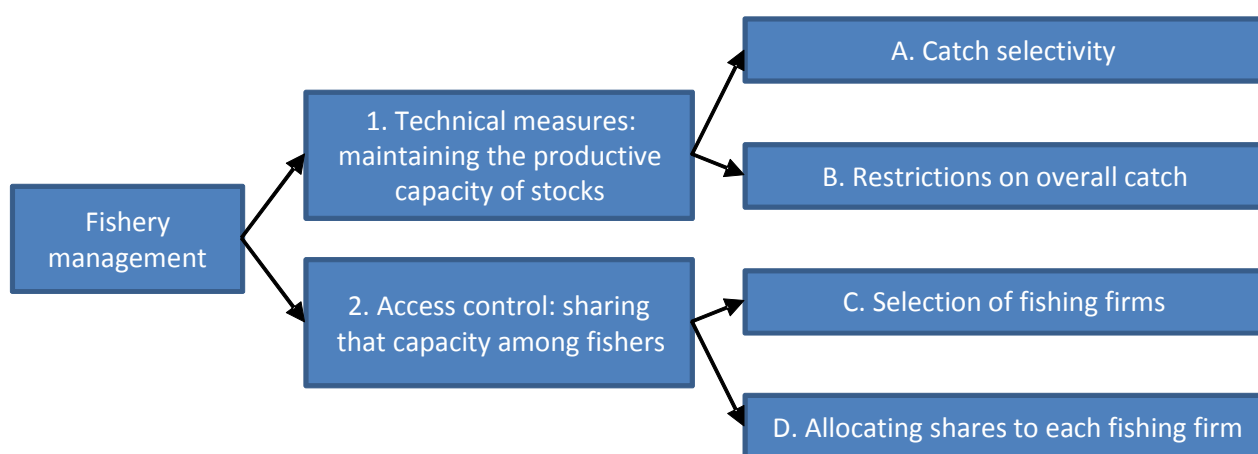 Fishery
management
1. Technical measures:
maintaining the productive
capacity of stocks
2. Access control: sharing
that capacity among fishers
A. Catch selectivity
B. Restrictions on overall catch
C. Selection of fishing firms
D. Allocating shares to each fishing firm